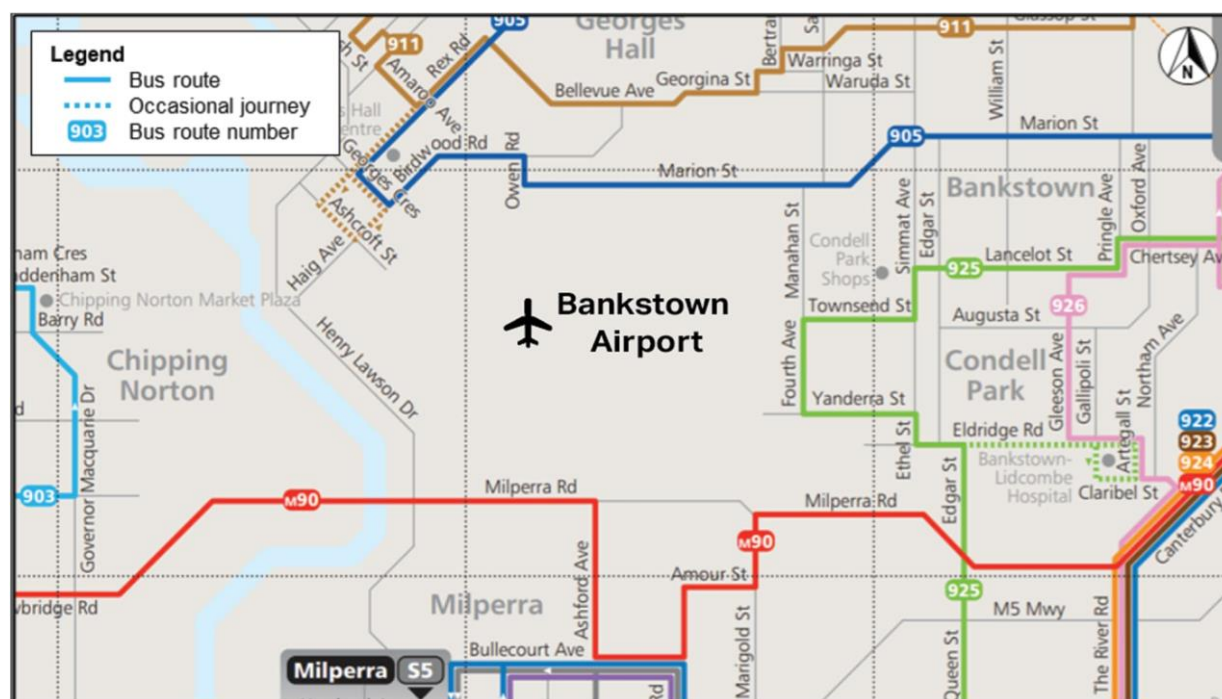 Legend
Bus route
Occasional journey
903 Bus route number
905
911
Georges
Hall
911
Rex Rd
Amaroo Ave
Bellevue Ave
Georgina St
Warringa St
Waruda St
William St
Marion St
905
N
Birdwood Rd
Georges Cres
Ashcroft St
Haig Ave
Owen Rd
Marion St
Bankstown
Simmat Ave
Edgar St
Pringle Ave
Oxford Ave
Manahan St
Condell
Park
Shops
925
Lancelot St
Chertsey
Chipping Norton Market Plaza
Barry Rd
Bankstown
Airport
Townsend St
926
Augusta St
Henry Lawson Dr
Chipping
Norton
Fourth Ave
Condell
Park
Gleeson Ave
Gallipoli St
Northam Ave
Yanderra St
Governor Macquarie Dr
Ethel St
Eldridge Rd
Artegall St
922
923
924
M90
Bankstown-
Lidcombe
Hospital
Claribel St
903
M90
Milperra Rd
Milperra Rd
Edgar St
Canterbury
M90
Ashford Ave
Amour St
925
M5 Mwy
Milperra
Bullecourt Ave
Marigold St
Queen St
The River Rd
Milperra S5
Rd